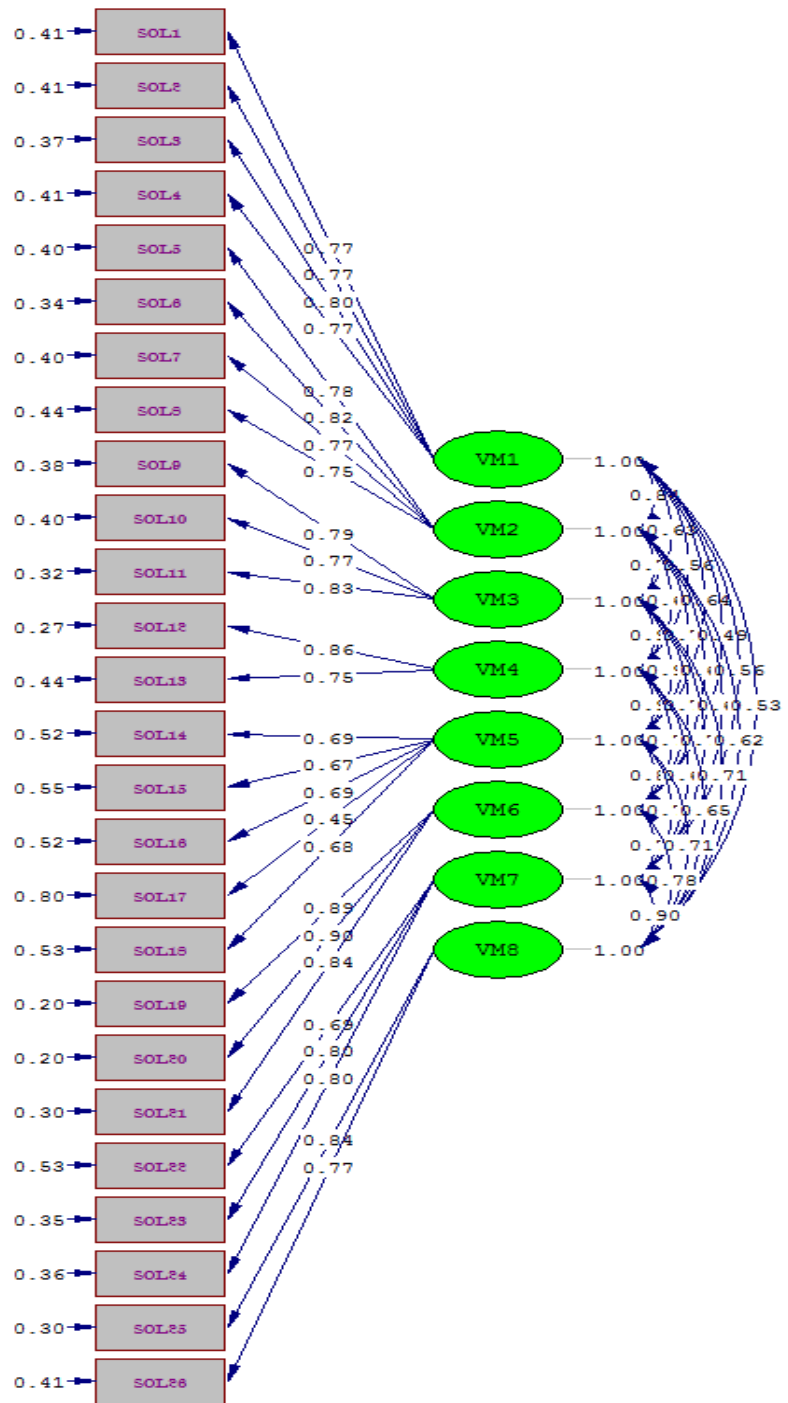 0.41 SOL1
0.41 SOL2
0.37 SOL3
0.41 SOL4
0.40 SOL5
0.34 SOL6
0.40 SOL7
0.44 SOL8
0.38 SOL9
0.40 SOL10
0.32 SOL11
0.27 SOL12
0.44 SOL13
0.52 SOL14
0.55 SOL15
0.52 SOL16
0.80 SOL17
0.53 SOL18
0.20 SOL19
0.20 SOL20
0.30 SOL21
0.53 SOL22
0.35 SOL23
0.36 SOL24
0.30 SOL25
0.41 SOL26
0.77
0.77
0.80
0.77
0.78
0.82
0.77
0.75
0.79
0.77
0.83
0.86
0.75
0.69
0.67
0.69
0.45
0.68
0.89
0.90
0.84
0.69
0.80
0.80
0.84
0.77
VM1 1.00
VM2 1.00 0.63
0.56
VM3 1.00 0.64
0.49
VM4 1.00 0.56
0.53
VM5 1.00 0.62
0.71
VM6 1.00 0.65
0.71
VM7 1.00 0.78
0.90
VM8 1.00